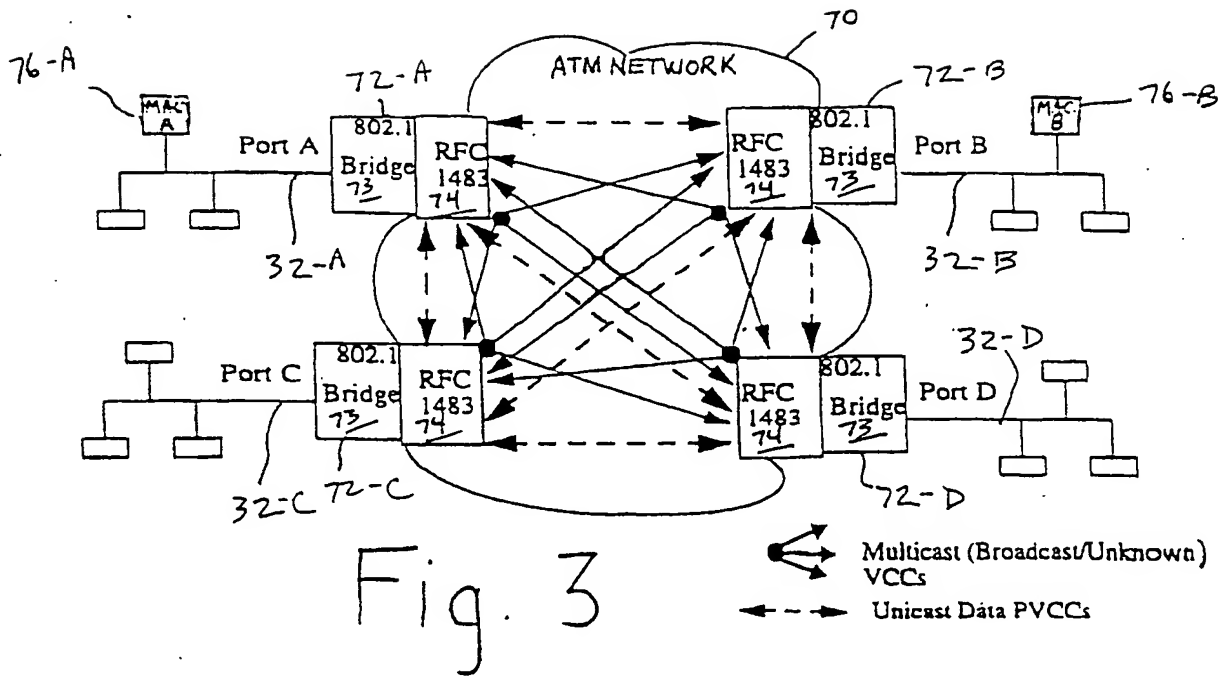 70
76-A
ATM NETWORK
72-A
72-B
76-B
MAC
A
MAC
B
802.1
Bridge
73
RFC
1483
74
Port A
RFC
1483
74
802.1
Bridge
73
Port B
32-A
32-B
802.1
Bridge
73
RFC
1483
74
Port C
RFC
1483
74
802.1
Bridge
73
Port D
32-D
32-C
72-C
72-D
Multicast (Broadcast/Unknown)
VCCs
Unicast Data PVCCs
Fig. 3